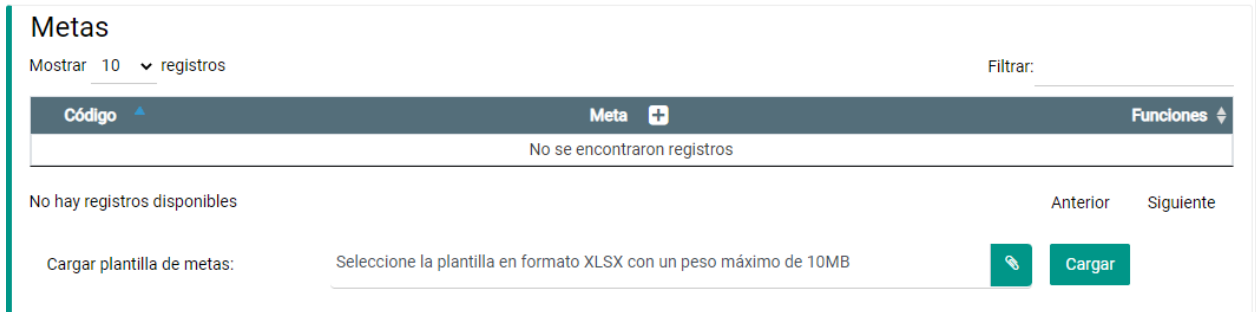 Metas
Mostrar 10 registros
Filtrar:
Código Meta Funciones
No se encontraron registros
No hay registros disponibles
Anterior Siguiente
Cargar plantilla de metas: Seleccione la plantilla en formato XLSX con un peso máximo de 10MB Cargar